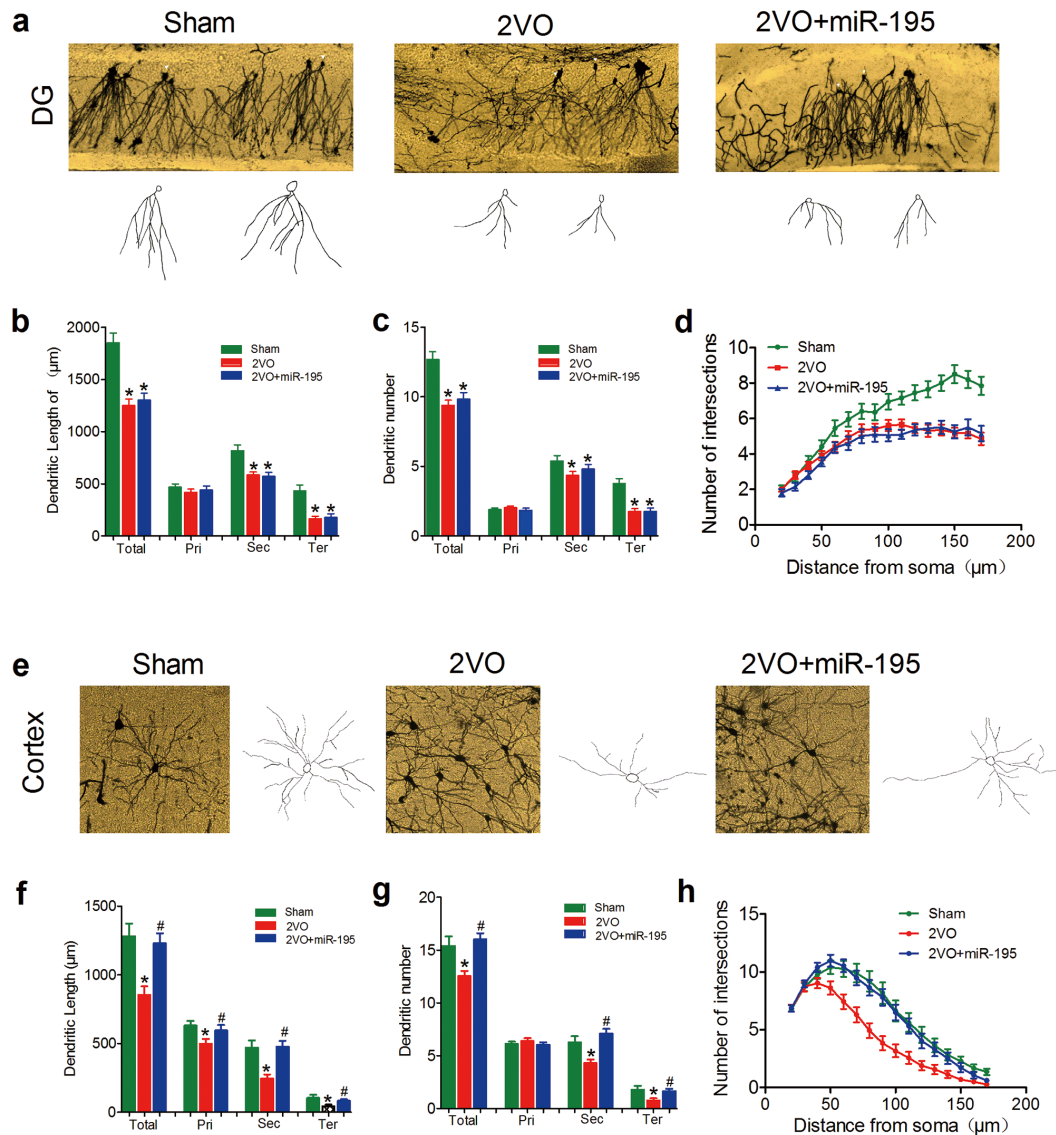 a
Sham
2VO
2VO+miR-195
DG
b
Dendritic Length of (μm)
2000
1500
1000
500
0
Sham
2VO
2VO+miR-195
* *
* *
* *
Total Pri Sec Ter
c
Dendritic number
15
10
5
0
Sham
2VO
2VO+miR-195
* *
* *
* *
Total Pri Sec Ter
d
Number of intersections
10
8
6
4
2
0
Sham
2VO
2VO+miR-195
0 50 100 150 200
Distance from soma (μm)
e
Sham
2VO
2VO+miR-195
Cortex
f
Dendritic Length (μm)
1500
1000
500
0
Sham
2VO
2VO+miR-195
* #
* #
* #
* #
Total Pri Sec Ter
g
Dendritic number
20
15
10
5
0
Sham
2VO
2VO+miR-195
* #
* #
* #
Total Pri Sec Ter
h
Number of intersections
15
10
5
0
Sham
2VO
2VO+miR-195
0 50 100 150 200
Distance from soma (μm)